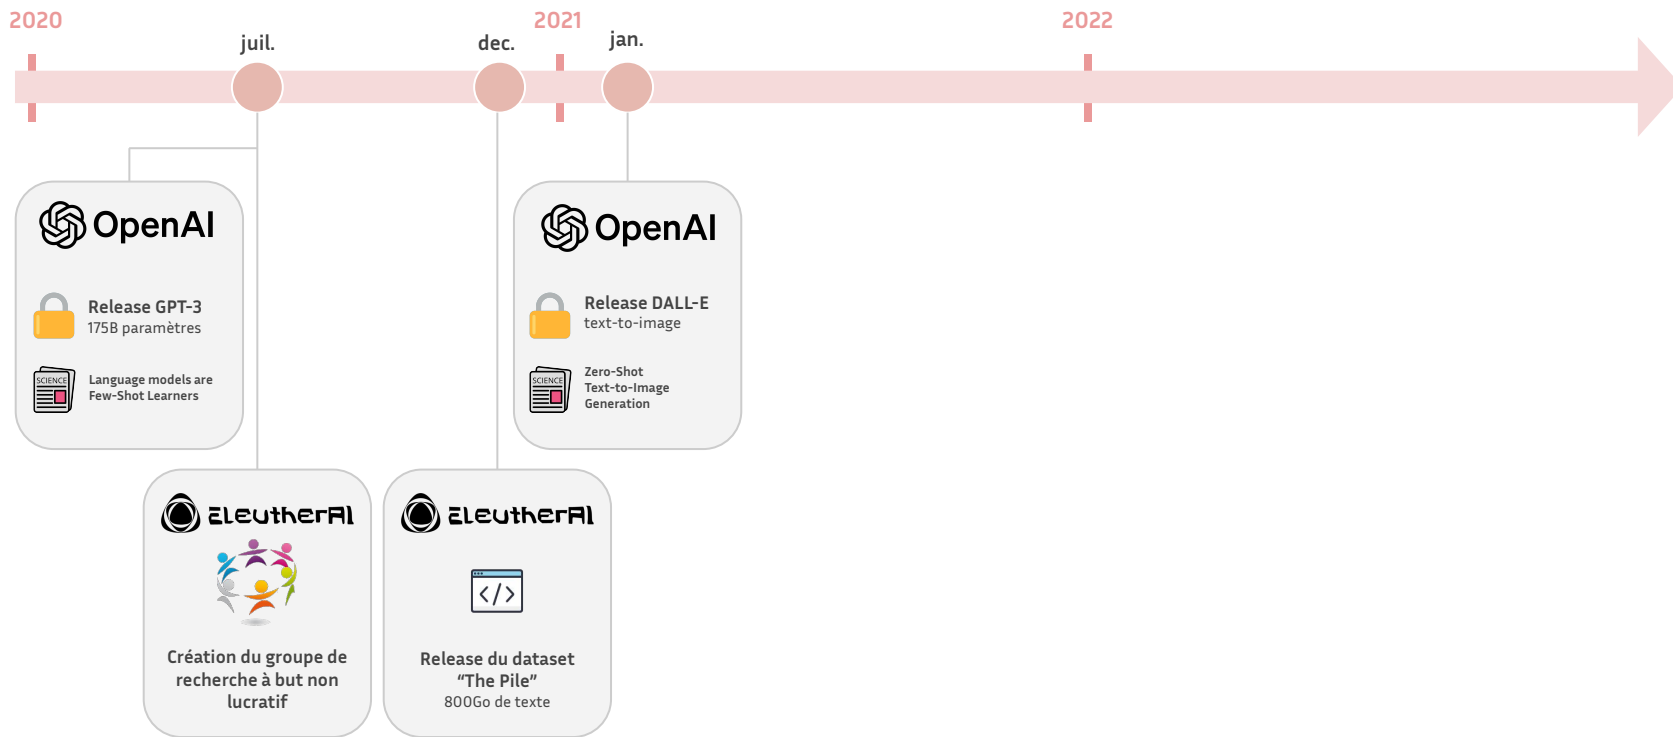 2020
2021
2022
juil.
dec.
jan.
OpenAI
Release GPT-3
175B paramètres
SCIENCE
Language models are
Few-Shot Learners
OpenAI
Release DALL-E
text-to-image
SCIENCE
Zero-Shot
Text-to-Image
Generation
EleutherAI
Création du groupe de
recherche à but non
lucratif
EleutherAI
</>
Release du dataset
“The Pile”
800Go de texte